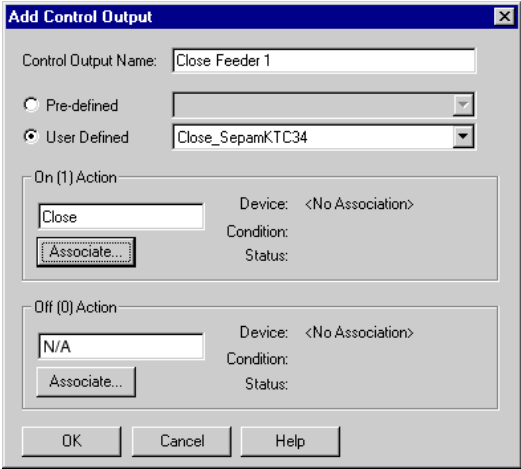 Add Control Output
Control Output Name: Close Feeder 1
Pre-defined
User Defined Close_SepamKTC34
On (1) Action
Close
Device: <No Association>
Condition:
Associate...
Status:
Off (0) Action
N/A
Device: <No Association>
Condition:
Associate...
Status:
OK Cancel Help